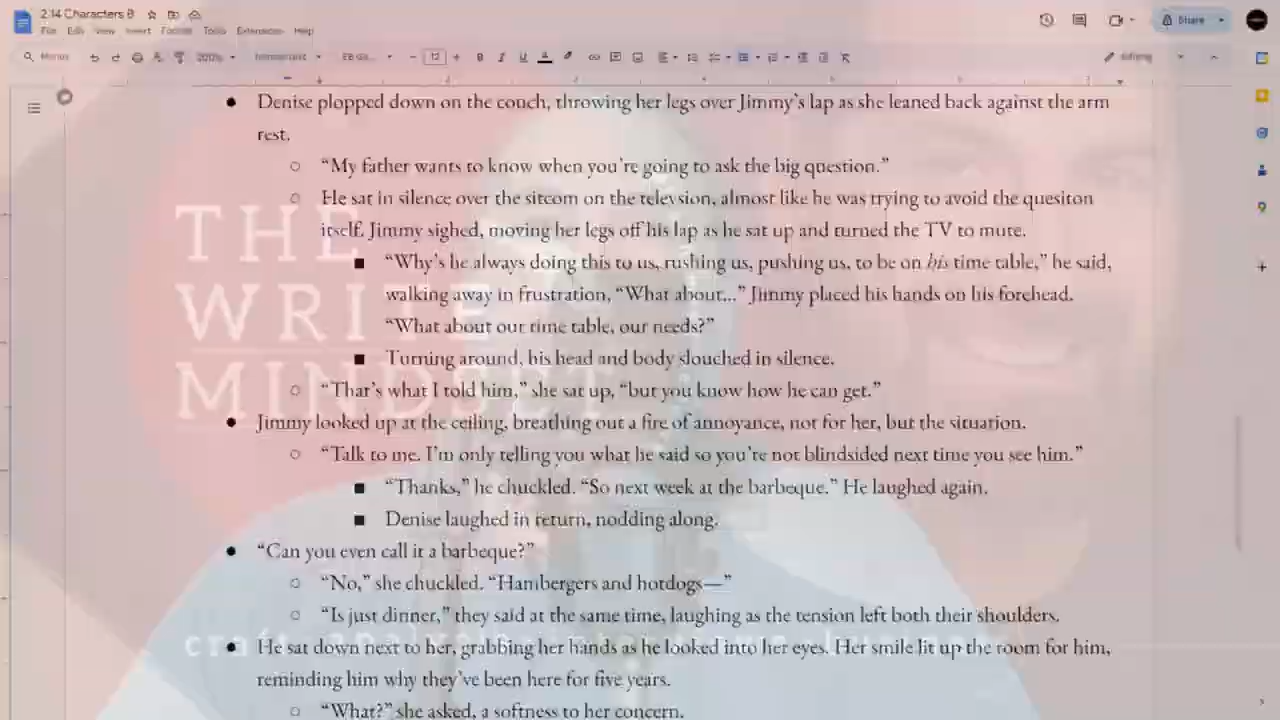 2.14 Characters B
File Edit View Insert Format Tools Extensions Help
Share
Menus
200%
12
Editing
Denise plopped down on the couch, throwing her legs over Jimmy's lap as she leaned back against the arm
rest.
"My father wants to know when you're going to ask the big question."
He sat in silence over the sitcom on the televsion, almost like he was trying to avoid the quesiton
itself. Jimmy sighed, moving her legs off his lap as he sat up and turned the TV to mute.
"Why's he always doing this to us, rushing us, pushing us, to be on his time table," he said,
walking away in frustration, "What about..." Jimmy placed his hands on his forehead.
"What about our time table, our needs?"
Turning around, his head and body slouched in silence.
"That's what I told him," she sat up, "but you know how he can get."
Jimmy looked up at the ceiling, breathing out a fire of annoyance, not for her, but the situation.
"Talk to me. I'm only telling you what he said so you're not blindsided next time you see him."
"Thanks," he chuckled. "So next week at the barbeque." He laughed again.
Denise laughed in return, nodding along.
"Can you even call it a barbeque?"
"No," she chuckled. "Hambergers and hotdogs—"
"Is just dinner," they said at the same time, laughing as the tension left both their shoulders.
He sat down next to her, grabbing her hands as he looked into her eyes. Her smile lit up the room for him,
reminding him why they've been here for five years.
"What?" she asked, a softness to her concern.
THE
WRITE
MINDSET